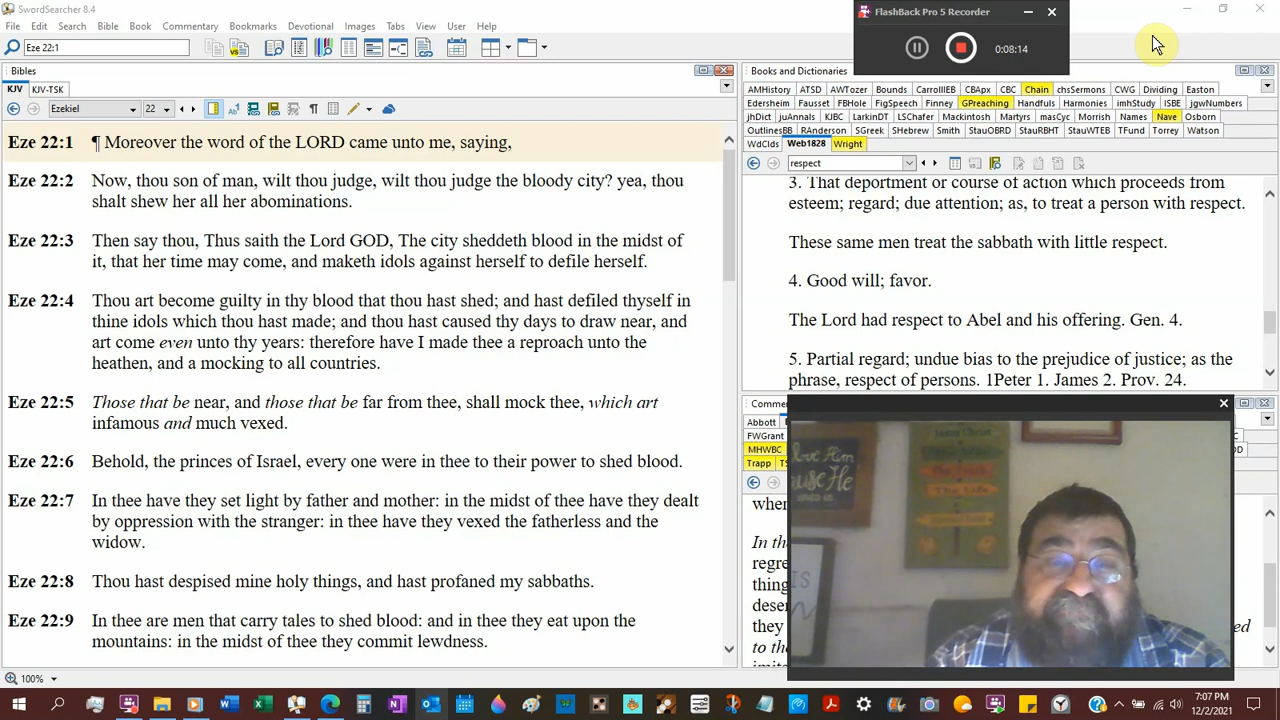 SwordSearcher 8.4
File Edit Search Bible Book Commentary Bookmarks Devotional Images Tabs View User Help
Eze 22:1
FlashBack Pro 5 Recorder
0:08:14
Bibles
KJV KJV-TSK
Ezekiel 22
Eze 22:1 ¶ Moreover the word of the LORD came unto me, saying,
Eze 22:2 Now, thou son of man, wilt thou judge, wilt thou judge the bloody city? yea, thou
shalt shew her all her abominations.
Eze 22:3 Then say thou, Thus saith the Lord GOD, The city sheddeth blood in the midst of
it, that her time may come, and maketh idols against herself to defile herself.
Eze 22:4 Thou art become guilty in thy blood that thou hast shed; and hast defiled thyself in
thine idols which thou hast made; and thou hast caused thy days to draw near, and
art come even unto thy years: therefore have I made thee a reproach unto the
heathen, and a mocking to all countries.
Eze 22:5 Those that be near, and those that be far from thee, shall mock thee, which art
infamous and much vexed.
Eze 22:6 Behold, the princes of Israel, every one were in thee to their power to shed blood.
Eze 22:7 In thee have they set light by father and mother: in the midst of thee have they dealt
by oppression with the stranger: in thee have they vexed the fatherless and the
widow.
Eze 22:8 Thou hast despised mine holy things, and hast profaned my sabbaths.
Eze 22:9 In thee are men that carry tales to shed blood: and in thee they eat upon the
mountains: in the midst of thee they commit lewdness.
100%
Books and Dictionaries
AMHistory ATSD AWTozer Bounds CarrollEB CBApx CBC Chain chsSermons CWG Dividing Easton
Edersheim Fausset FBHole FigSpeech Finney GPreaching Handfuls Harmonies imhStudy ISBE jgwNumbers
jhDict juAnnals KJBC LarkinDT LSChafer Mackintosh Martyrs masCyc Morrish Names Nave Osborn
OutlinesBB RAnderson SGreek SHebrew Smith StauOBRD StauRBHT StauWTEB TFund Torrey Watson
WdClds Web1828 Wright
respect
3. That deportment or course of action which proceeds from
esteem; regard; due attention; as, to treat a person with respect.
These same men treat the sabbath with little respect.
4. Good will; favor.
The Lord had respect to Abel and his offering. Gen. 4.
5. Partial regard; undue bias to the prejudice of justice; as the
phrase, respect of persons. 1Peter 1. James 2. Prov. 24.
Comme
Abbott
FWGrant
MHWBC
Trapp
when
In th
regre
thing
deser
they
to the
Jesus Christ
The Life
Cause He
7:07 PM
12/2/2021